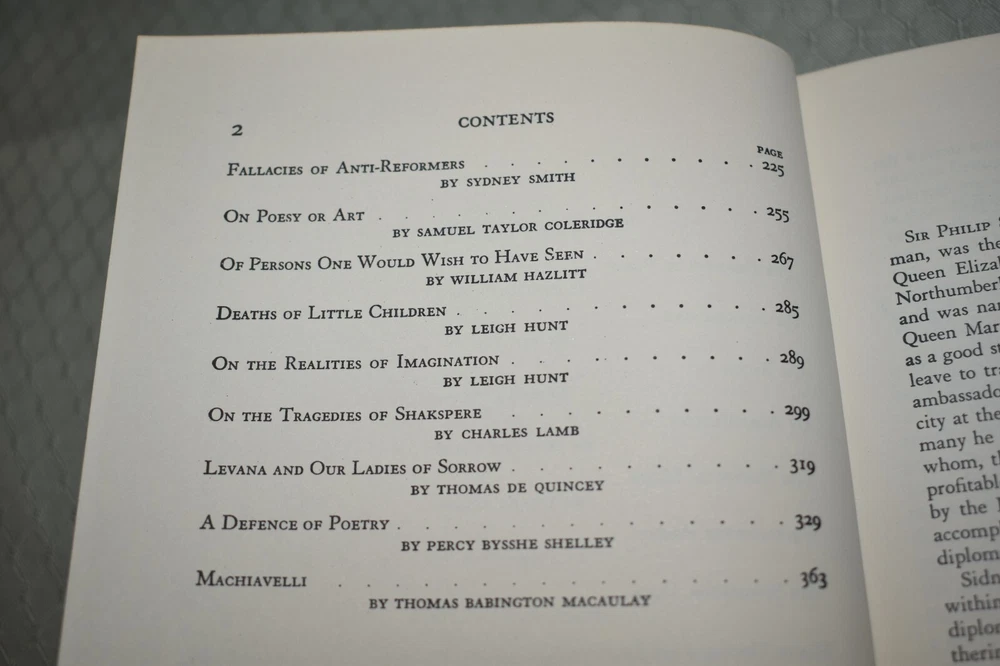 2 CONTENTS
PAGE
FALLACIES OF ANTI-REFORMERS . . . . . . . . . . 225
BY SYDNEY SMITH
ON POESY OR ART . . . . . . . . . . . . . 255
BY SAMUEL TAYLOR COLERIDGE
OF PERSONS ONE WOULD WISH TO HAVE SEEN . . . . . . . 267
BY WILLIAM HAZLITT
DEATHS OF LITTLE CHILDREN . . . . . . . . . . . . 285
BY LEIGH HUNT
ON THE REALITIES OF IMAGINATION . . . . . . . . . . 289
BY LEIGH HUNT
ON THE TRAGEDIES OF SHAKSPERE . . . . . . . . . . 299
BY CHARLES LAMB
LEVANA AND OUR LADIES OF SORROW . . . . . . . . . . 319
BY THOMAS DE QUINCEY
A DEFENCE OF POETRY . . . . . . . . . . . . . . 329
BY PERCY BYSSHE SHELLEY
MACHIAVELLI . . . . . . . . . . . . . . . . 363
BY THOMAS BABINGTON MACAULAY
SIR PHILIP
man, was the
Queen Eliza
Northumber
and was na
Queen Mar
as a good s
leave to tr
ambassado
city at the
many he
whom, t
profitabl
by the
accomp
diplom
Sidn
within
diplo
therin